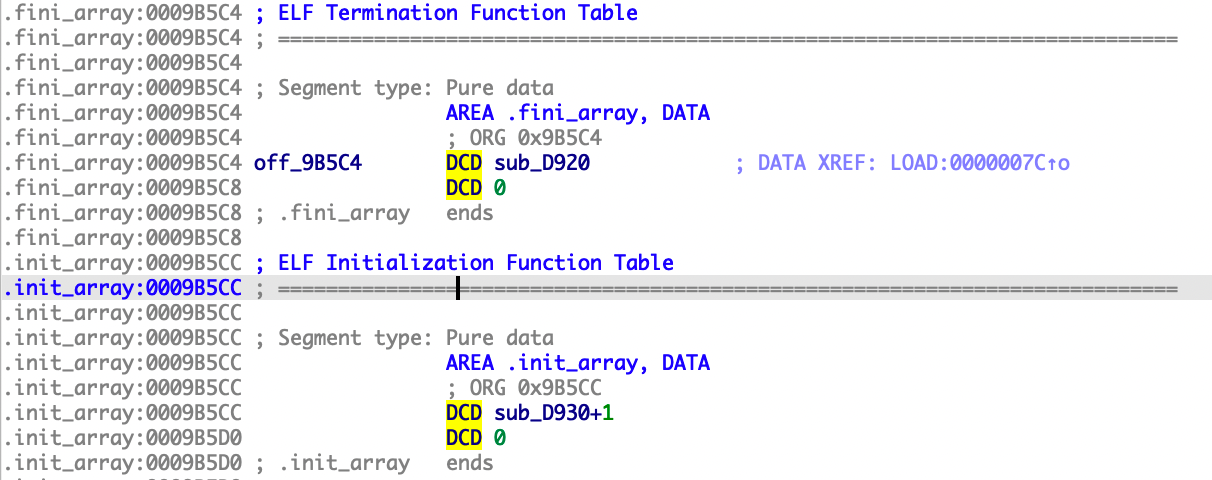 .fini_array:0009B5C4 ; ELF Termination Function Table
.fini_array:0009B5C4 ; ===========================================================================
.fini_array:0009B5C4
.fini_array:0009B5C4 ; Segment type: Pure data
.fini_array:0009B5C4 AREA .fini_array, DATA
.fini_array:0009B5C4 ; ORG 0x9B5C4
.fini_array:0009B5C4 off_9B5C4 DCD sub_D920 ; DATA XREF: LOAD:0000007C↑o
.fini_array:0009B5C8 DCD 0
.fini_array:0009B5C8 ; .fini_array ends
.fini_array:0009B5C8
.init_array:0009B5CC ; ELF Initialization Function Table
.init_array:0009B5CC ; ===========================================================================
.init_array:0009B5CC
.init_array:0009B5CC ; Segment type: Pure data
.init_array:0009B5CC AREA .init_array, DATA
.init_array:0009B5CC ; ORG 0x9B5CC
.init_array:0009B5CC DCD sub_D930+1
.init_array:0009B5D0 DCD 0
.init_array:0009B5D0 ; .init_array ends